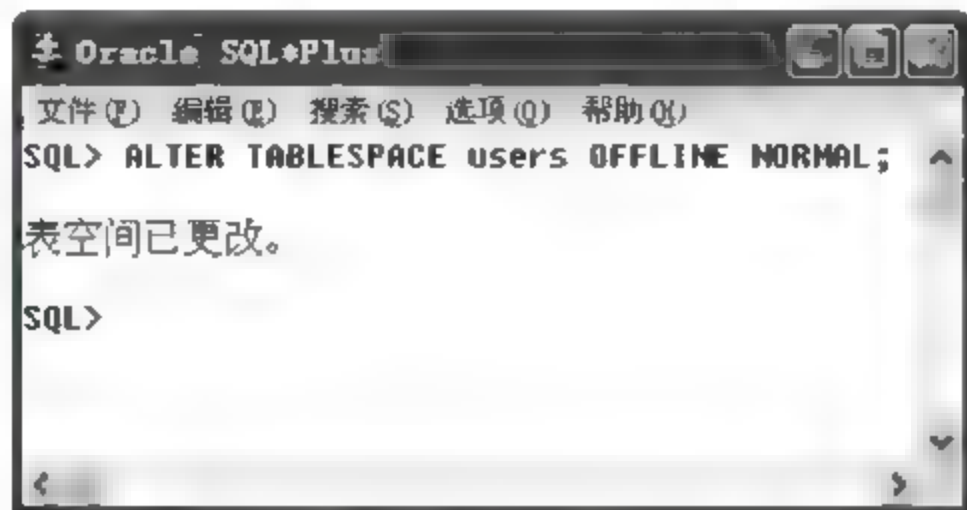 Oracle SQL*Plus
文件(F) 编辑(E) 搜索(S) 选项(O) 帮助(H)
SQL> ALTER TABLESPACE users OFFLINE NORMAL;
表空间已更改。
SQL>